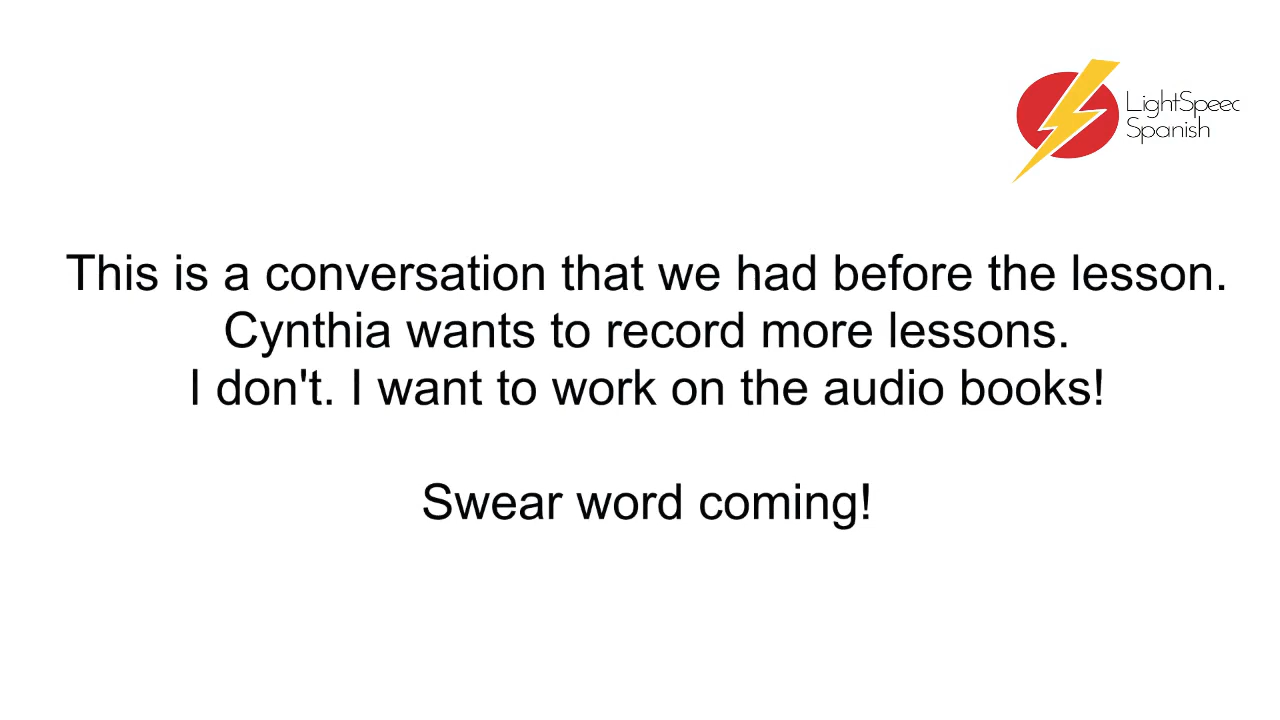 LightSpeed
Spanish
This is a conversation that we had before the lesson.
Cynthia wants to record more lessons.
I don't. I want to work on the audio books!
Swear word coming!